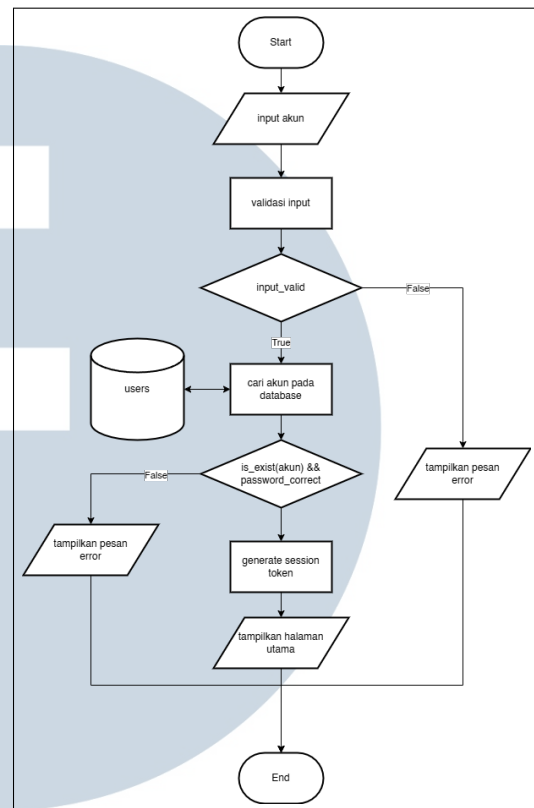 Start
input akun
validasi input
input_valid
False
True
users
cari akun pada
database
is_exist(akun) &&
password_correct
False
tampilkan pesan
error
tampilkan pesan
error
generate session
token
tampilkan halaman
utama
End